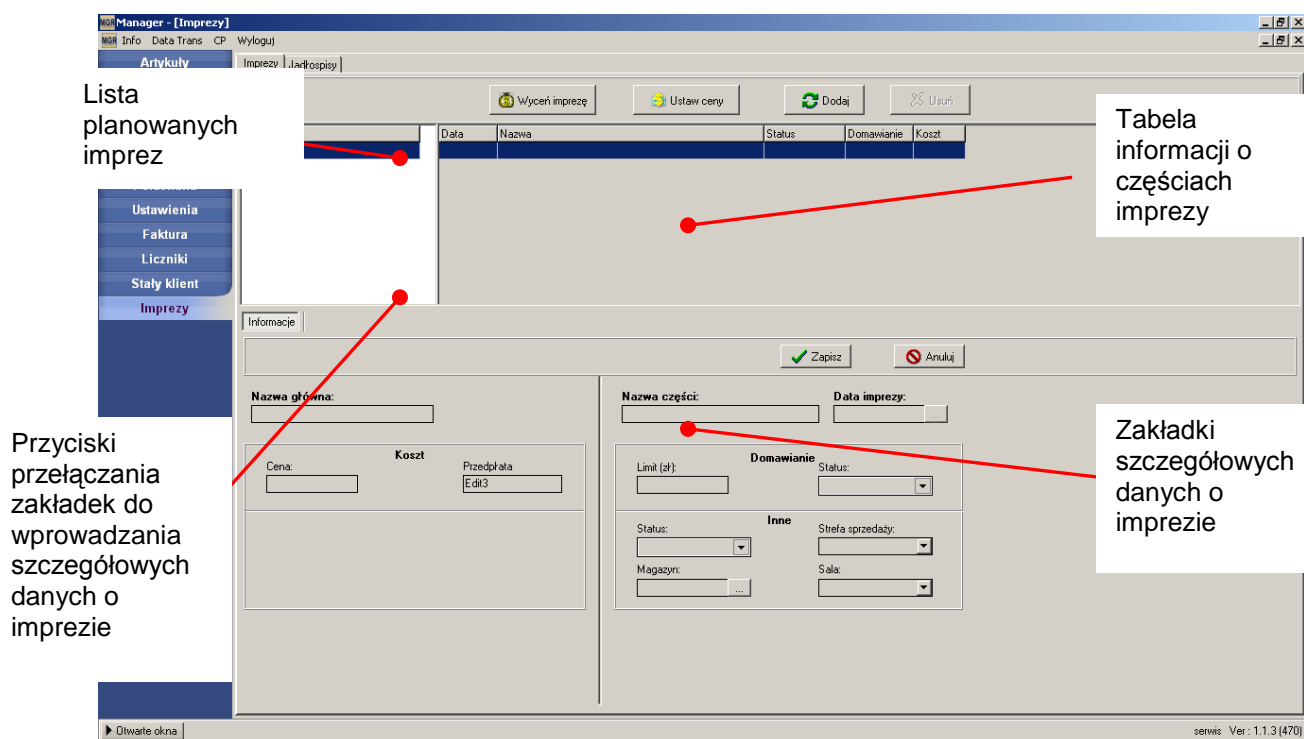 MGR Manager - [Imprezy]
MGR Info Data Trans CP Wyloguj
Artykuły
Imprezy Jadłospisy
Lista
planowanych
imprez
Wyceń imprezę Ustaw ceny Dodaj Usuń
Data Nazwa Status Domawianie Koszt
Tabela
informacji o
częściach
imprezy
Ustawienia
Faktura
Liczniki
Stały klient
Imprezy
Informacje
Zapisz Anuluj
Nazwa główna: Nazwa części: Data imprezy:
...
Koszt
Cena: Przedpłata
Edit3
Domawianie
Limit (zł): Status:
Inne
Status: Strefa sprzedaży:
Magazyn: Sala:
...
Przyciski
przełączania
zakładek do
wprowadzania
szczegółowych
danych o
imprezie
Zakładki
szczegółowych
danych o
imprezie
Otwarte okna serwis Ver : 1.1.3 (470)